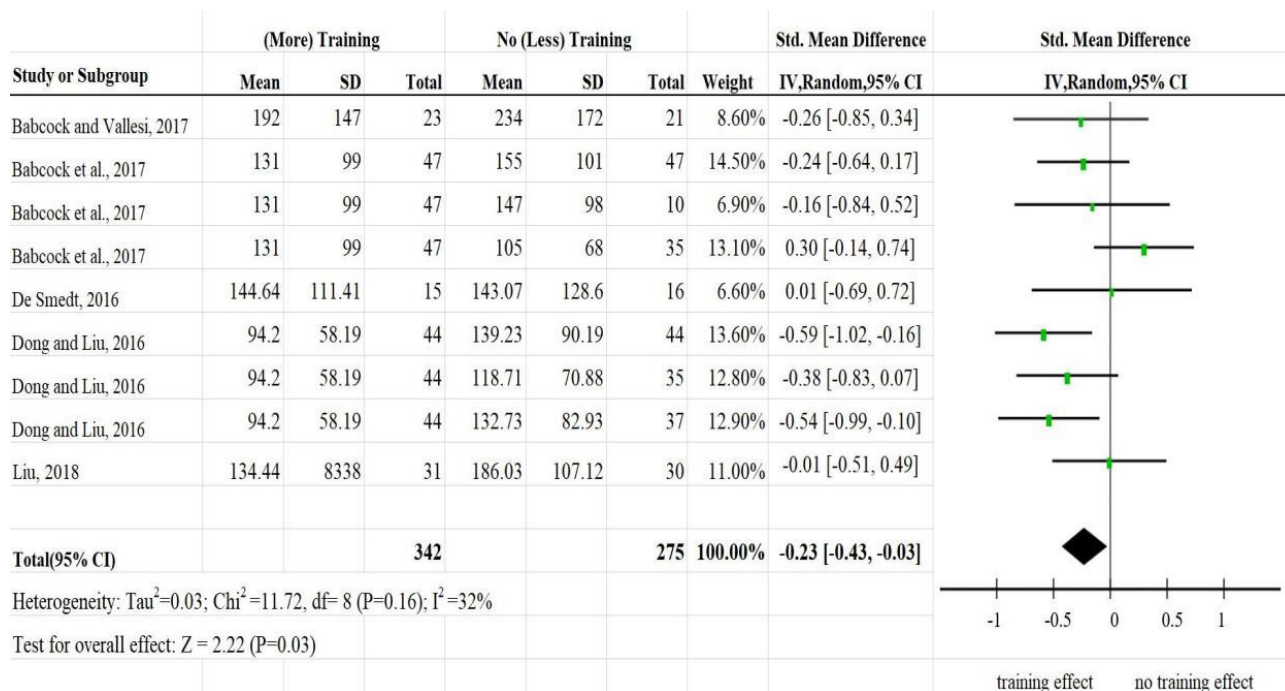 (More) Training No (Less) Training Std. Mean Difference Std. Mean Difference
Study or Subgroup Mean SD Total Mean SD Total Weight IV,Random,95% CI IV,Random,95% CI
Babcock and Vallesi, 2017 192 147 23 234 172 21 8.60% -0.26 [-0.85, 0.34]
Babcock et al., 2017 131 99 47 155 101 47 14.50% -0.24 [-0.64, 0.17]
Babcock et al., 2017 131 99 47 147 98 10 6.90% -0.16 [-0.84, 0.52]
Babcock et al., 2017 131 99 47 105 68 35 13.10% 0.30 [-0.14, 0.74]
De Smedt, 2016 144.64 111.41 15 143.07 128.6 16 6.60% 0.01 [-0.69, 0.72]
Dong and Liu, 2016 94.2 58.19 44 139.23 90.19 44 13.60% -0.59 [-1.02, -0.16]
Dong and Liu, 2016 94.2 58.19 44 118.71 70.88 35 12.80% -0.38 [-0.83, 0.07]
Dong and Liu, 2016 94.2 58.19 44 132.73 82.93 37 12.90% -0.54 [-0.99, -0.10]
Liu, 2018 134.44 8338 31 186.03 107.12 30 11.00% -0.01 [-0.51, 0.49]
Total(95% CI) 342 275 100.00% -0.23 [-0.43, -0.03]
Heterogeneity: Tau²=0.03; Chi²=11.72, df= 8 (P=0.16); I²=32%
Test for overall effect: Z = 2.22 (P=0.03)
-1 -0.5 0 0.5 1
training effect no training effect